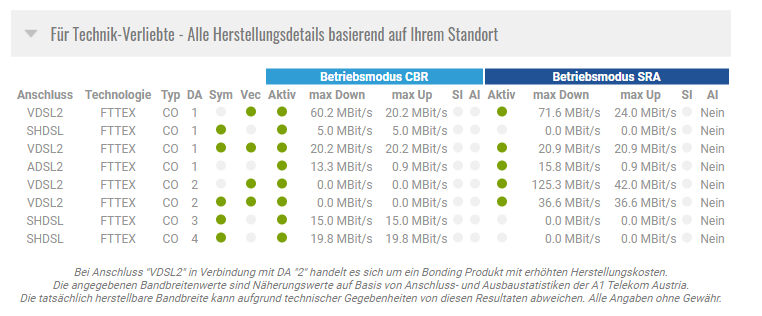 Für Technik-Verliebte - Alle Herstellungsdetails basierend auf Ihrem Standort
Betriebsmodus CBR Betriebsmodus SRA
Anschluss Technologie Typ DA Sym Vec Aktiv max Down max Up SI AI Aktiv max Down max Up SI AI
VDSL2 FTTEX CO 1 60.2 MBit/s 20.2 MBit/s 71.6 MBit/s 24.0 MBit/s Nein
SHDSL FTTEX CO 1 5.0 MBit/s 5.0 MBit/s 0.0 MBit/s 0.0 MBit/s Nein
VDSL2 FTTEX CO 1 20.2 MBit/s 20.2 MBit/s 20.9 MBit/s 20.9 MBit/s Nein
ADSL2 FTTEX CO 1 13.3 MBit/s 0.9 MBit/s 15.8 MBit/s 0.9 MBit/s Nein
VDSL2 FTTEX CO 2 0.0 MBit/s 0.0 MBit/s 125.3 MBit/s 42.0 MBit/s Nein
VDSL2 FTTEX CO 2 0.0 MBit/s 0.0 MBit/s 36.6 MBit/s 36.6 MBit/s Nein
SHDSL FTTEX CO 3 15.0 MBit/s 15.0 MBit/s 0.0 MBit/s 0.0 MBit/s Nein
SHDSL FTTEX CO 4 19.8 MBit/s 19.8 MBit/s 0.0 MBit/s 0.0 MBit/s Nein
Bei Anschluss "VDSL2" in Verbindung mit DA "2" handelt es sich um ein Bonding Produkt mit erhöhten Herstellungskosten.
Die angegebenen Bandbreitenwerte sind Näherungswerte auf Basis von Anschluss- und Ausbaustatistiken der A1 Telekom Austria.
Die tatsächlich herstellbare Bandbreite kann aufgrund technischer Gegebenheiten von diesen Resultaten abweichen. Alle Angaben ohne Gewähr.